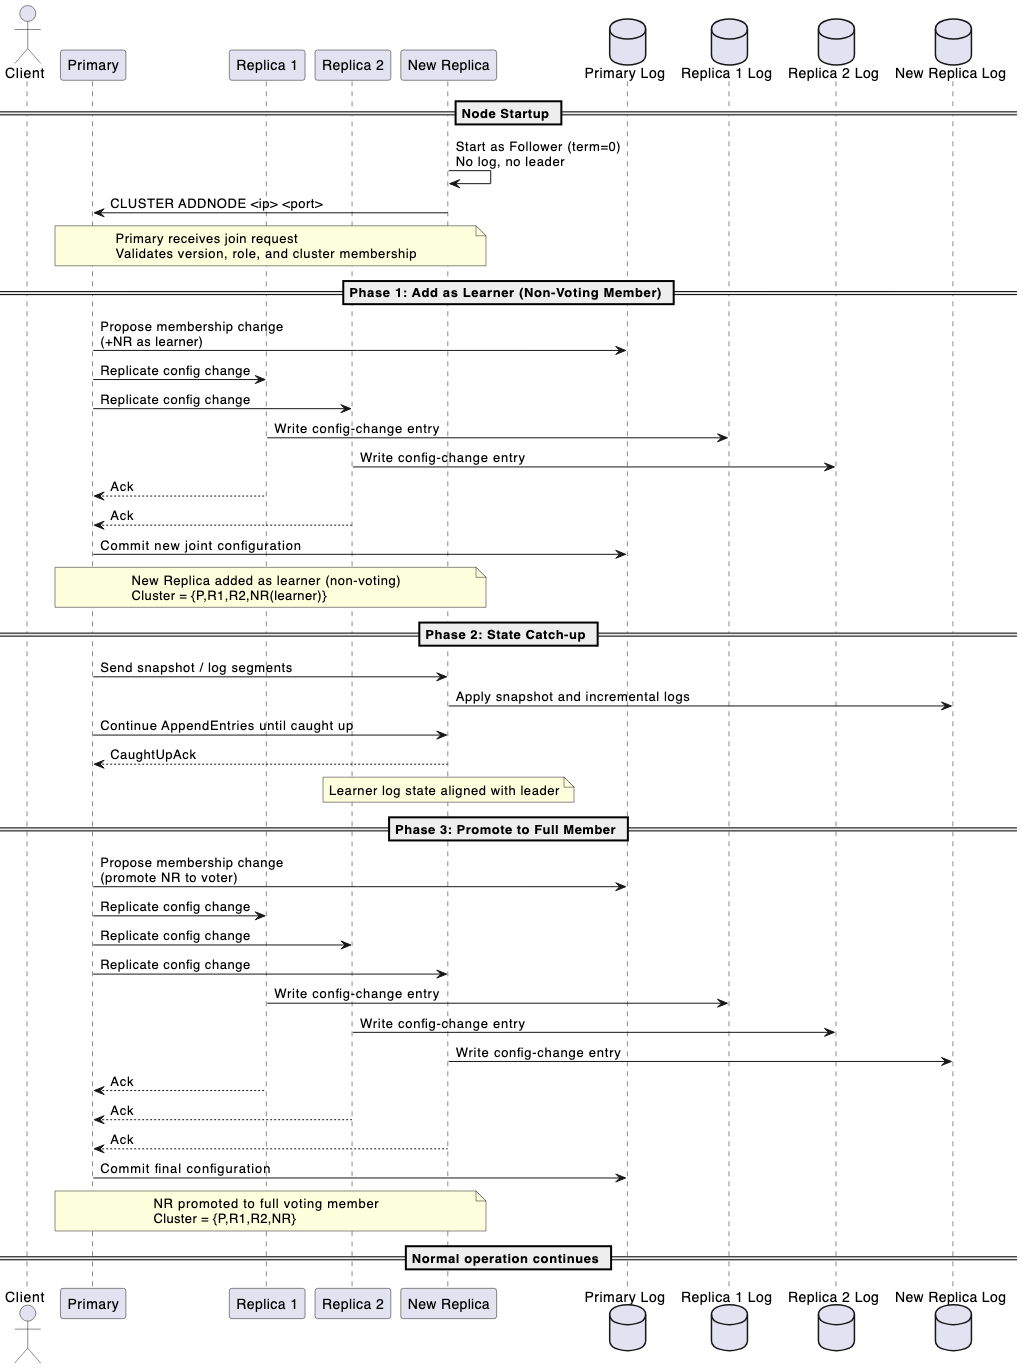 Client
Primary
Replica 1
Replica 2
New Replica
Primary Log
Replica 1 Log
Replica 2 Log
New Replica Log
Node Startup
Start as Follower (term=0)
No log, no leader
CLUSTER ADDNODE <ip> <port>
Primary receives join request
Validates version, role, and cluster membership
Phase 1: Add as Learner (Non-Voting Member)
Propose membership change
(+NR as learner)
Replicate config change
Replicate config change
Write config-change entry
Write config-change entry
Ack
Ack
Commit new joint configuration
New Replica added as learner (non-voting)
Cluster = {P,R1,R2,NR(learner)}
Phase 2: State Catch-up
Send snapshot / log segments
Apply snapshot and incremental logs
Continue AppendEntries until caught up
CaughtUpAck
Learner log state aligned with leader
Phase 3: Promote to Full Member
Propose membership change
(promote NR to voter)
Replicate config change
Replicate config change
Replicate config change
Write config-change entry
Write config-change entry
Write config-change entry
Ack
Ack
Ack
Commit final configuration
NR promoted to full voting member
Cluster = {P,R1,R2,NR}
Normal operation continues
Client
Primary
Replica 1
Replica 2
New Replica
Primary Log
Replica 1 Log
Replica 2 Log
New Replica Log